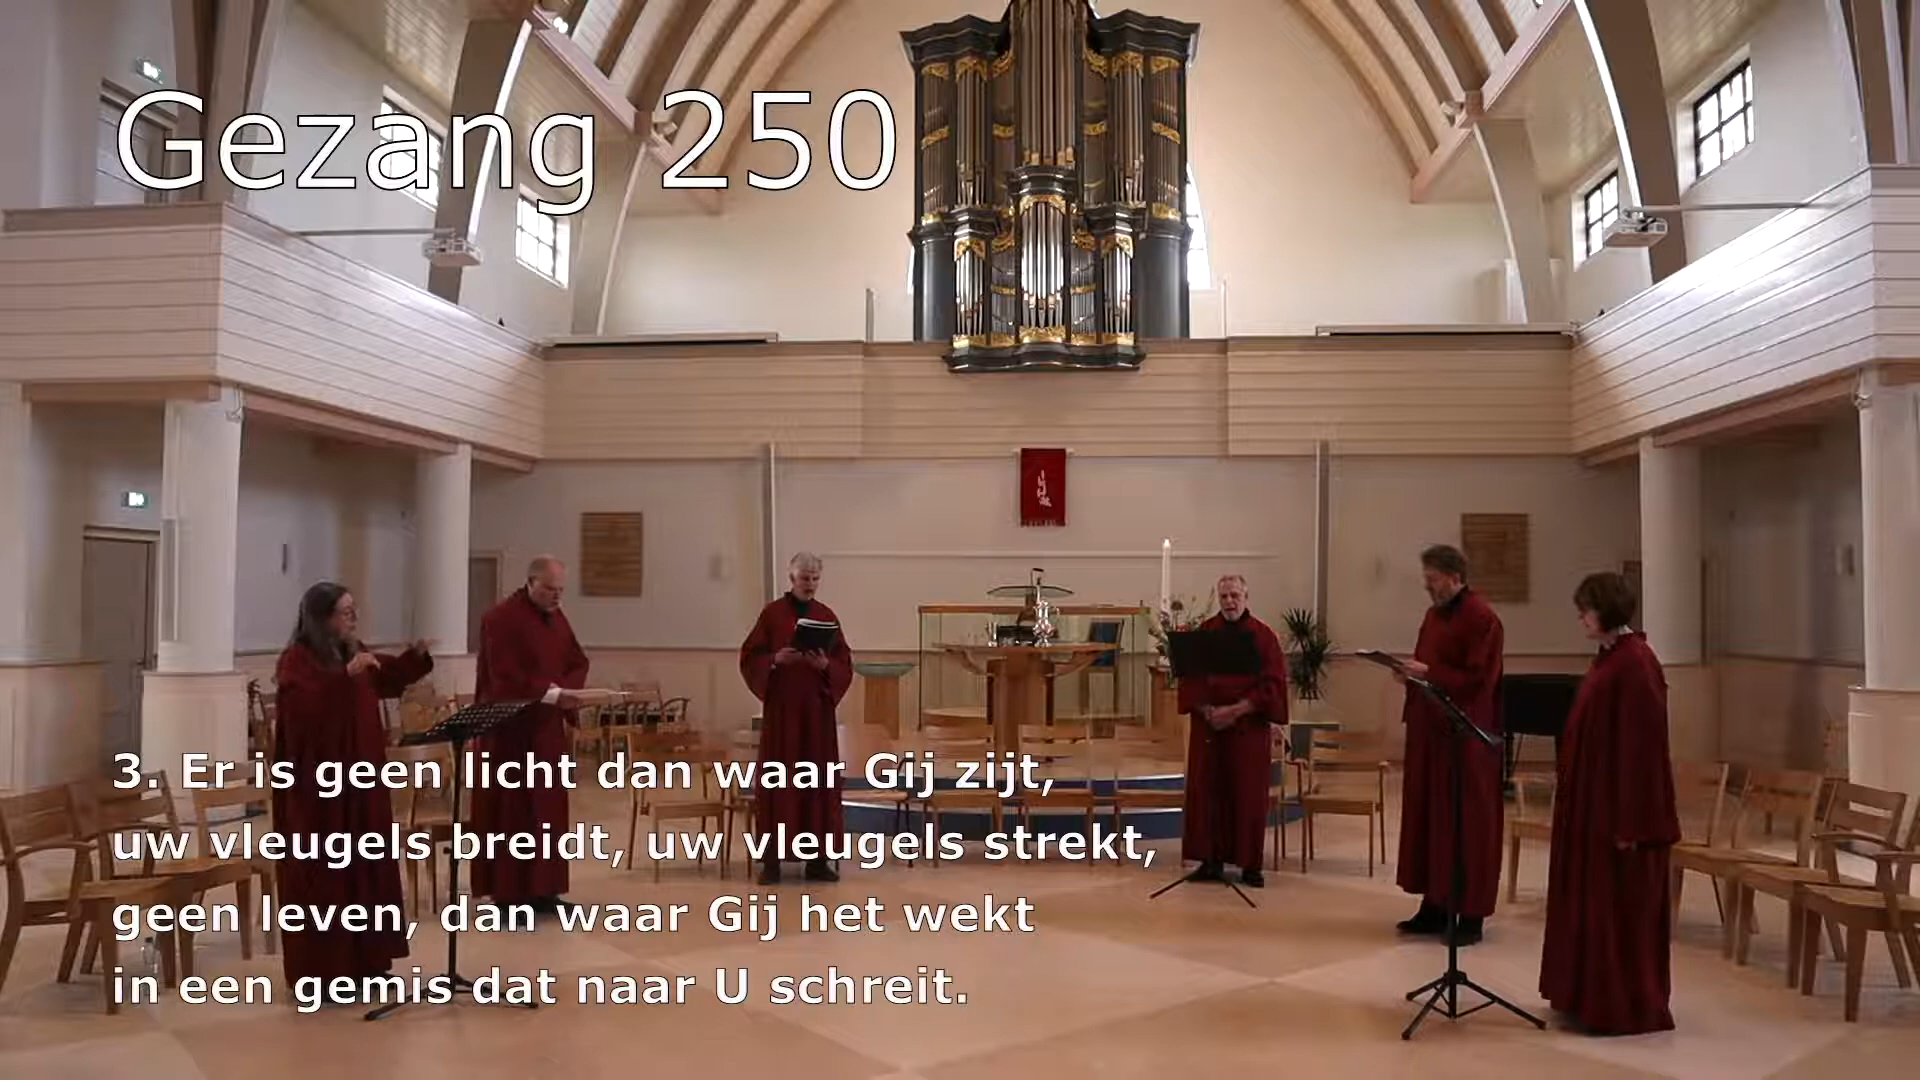 Gezang 250
3. Er is geen licht dan waar Gij zijt,
uw vleugels breidt, uw vleugels strekt,
geen leven, dan waar Gij het wekt
in een gemis dat naar U schreit.